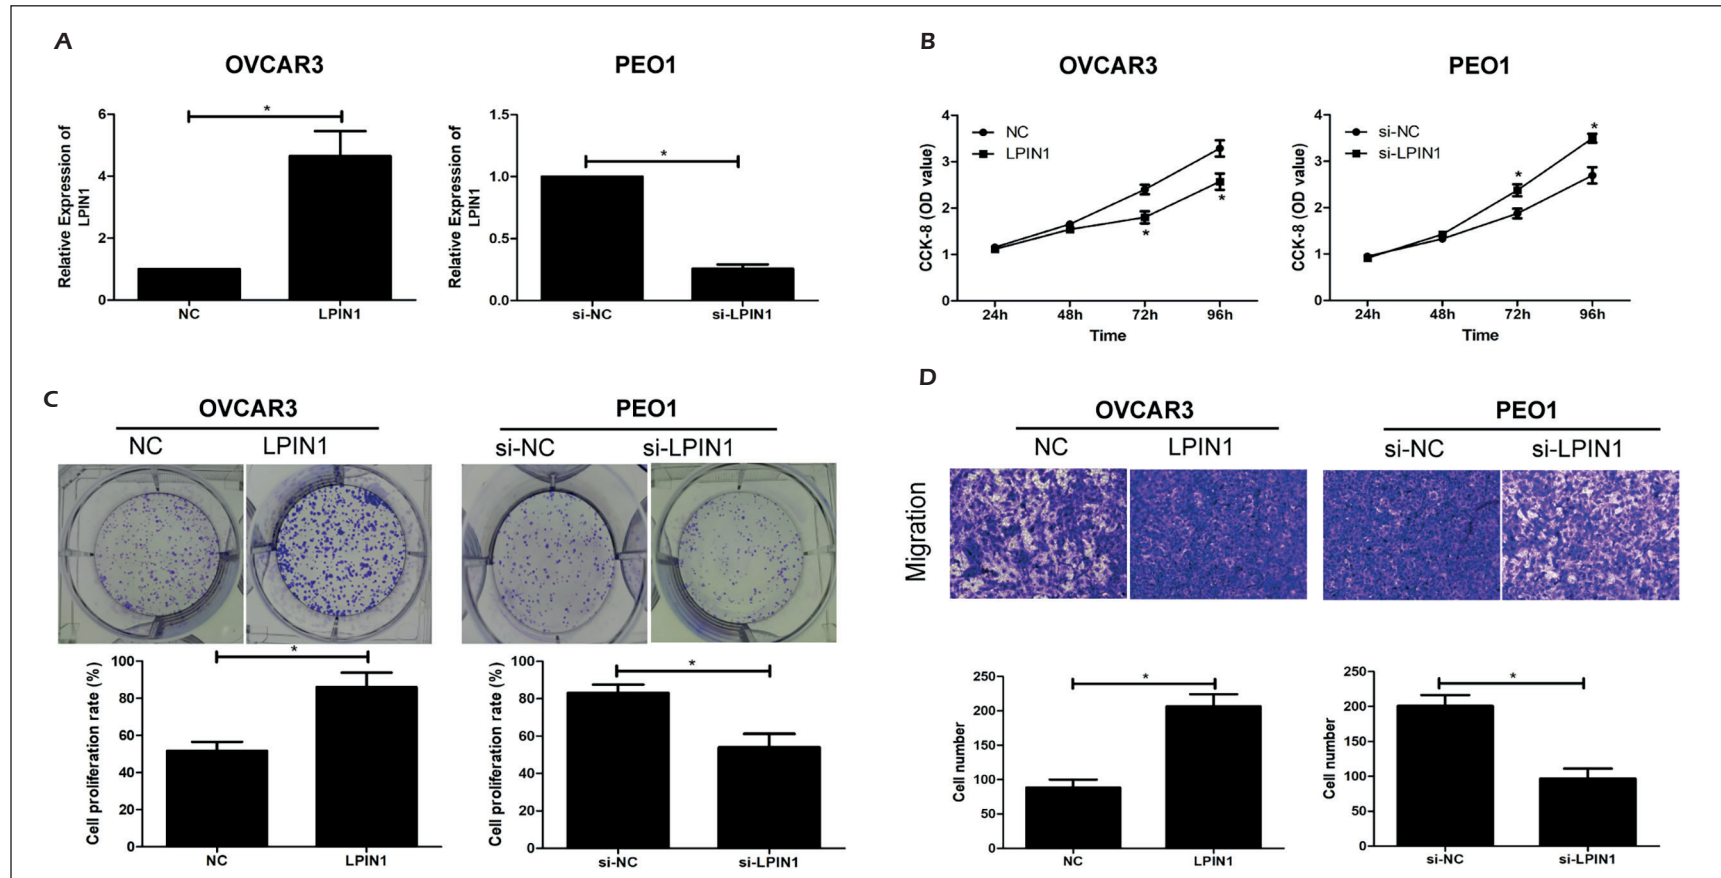 A
OVCAR3
Relative Expression of
LPIN1
6
4
2
0
*
NC
LPIN1
PEO1
Relative Expression of
LPIN1
1.5
1.0
0.5
0.0
*
si-NC
si-LPIN1
B
OVCAR3
CCK-8 (OD value)
4
3
2
1
0
NC
LPIN1
*
*
24h
48h
72h
96h
Time
PEO1
CCK-8 (OD value)
4
3
2
1
0
si-NC
si-LPIN1
*
*
24h
48h
72h
96h
Time
C
OVCAR3
NC
LPIN1
PEO1
si-NC
si-LPIN1
Cell proliferation rate (%)
100
80
60
40
20
0
*
NC
LPIN1
Cell proliferation rate (%)
100
80
60
40
20
0
*
si-NC
si-LPIN1
D
OVCAR3
NC
LPIN1
PEO1
si-NC
si-LPIN1
Migration
Cell number
250
200
150
100
50
0
*
NC
LPIN1
Cell number
250
200
150
100
50
0
*
si-NC
si-LPIN1